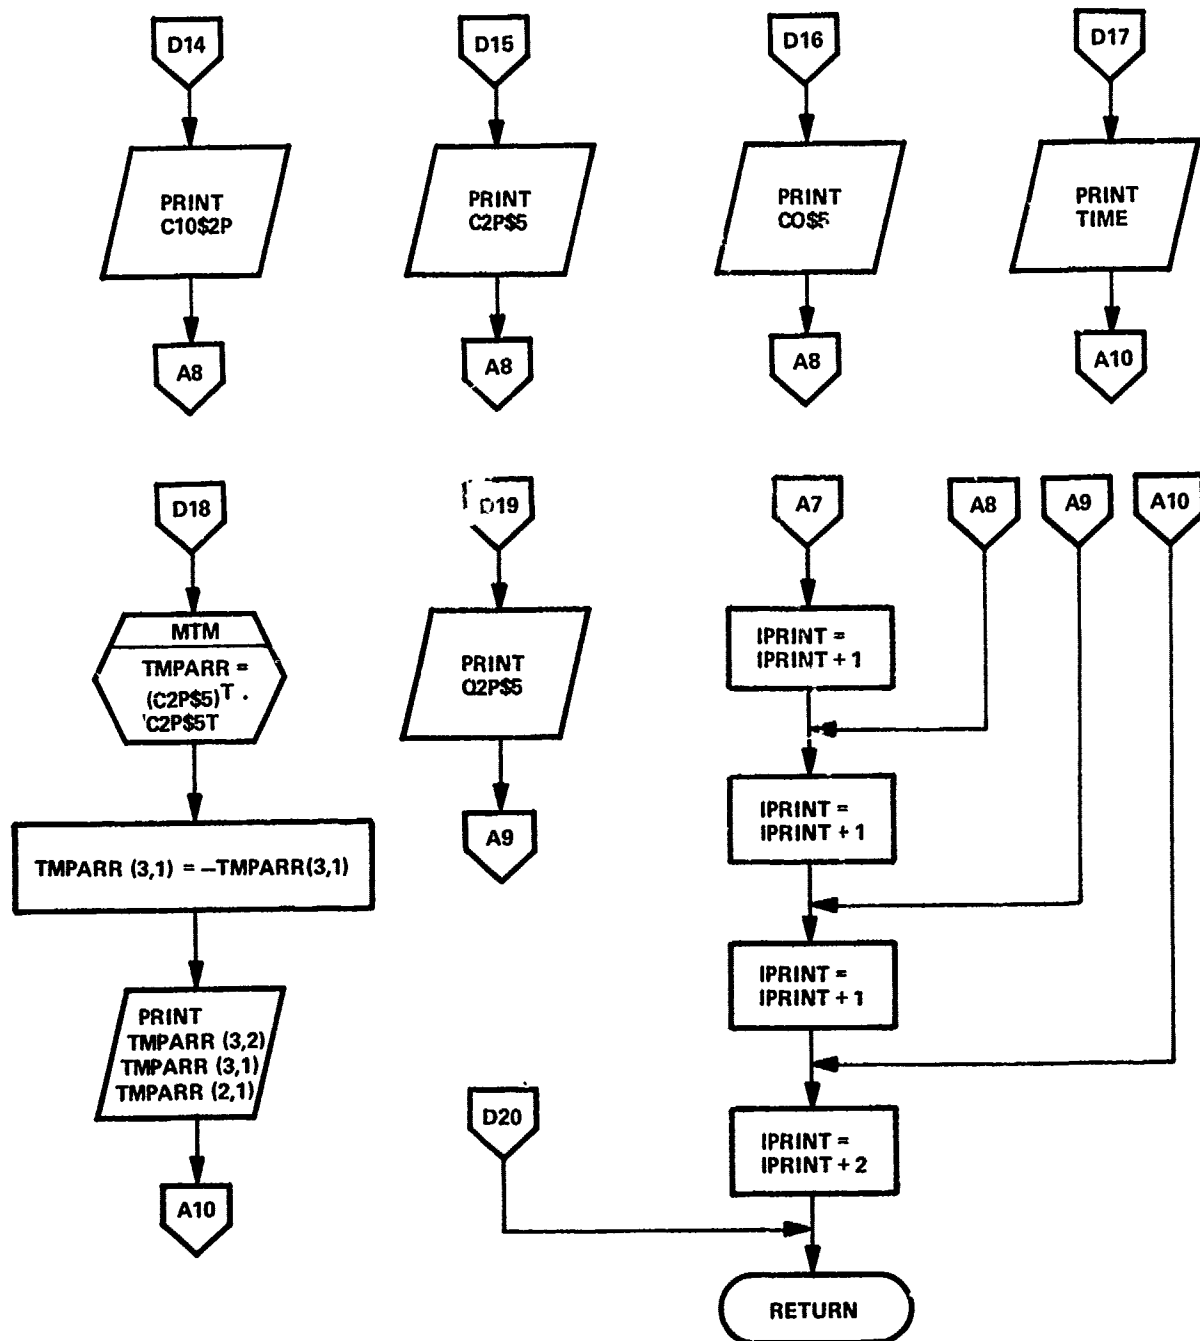 D14
D15
D16
D17
PRINT
C10$2P
PRINT
C2P$5
PRINT
CO$5
PRINT
TIME
A8
A8
A8
A10
D18
D19
A7
A8
A9
A10
MTM
TMPARR =
(C2P$5)T .
C2P$5T
PRINT
Q2P$5
IPRINT =
IPRINT + 1
IPRINT =
IPRINT + 1
A9
TMPARR (3,1) = –TMPARR(3,1)
IPRINT =
IPRINT + 1
PRINT
TMPARR (3,2)
TMPARR (3,1)
TMPARR (2,1)
D20
IPRINT =
IPRINT + 2
A10
RETURN